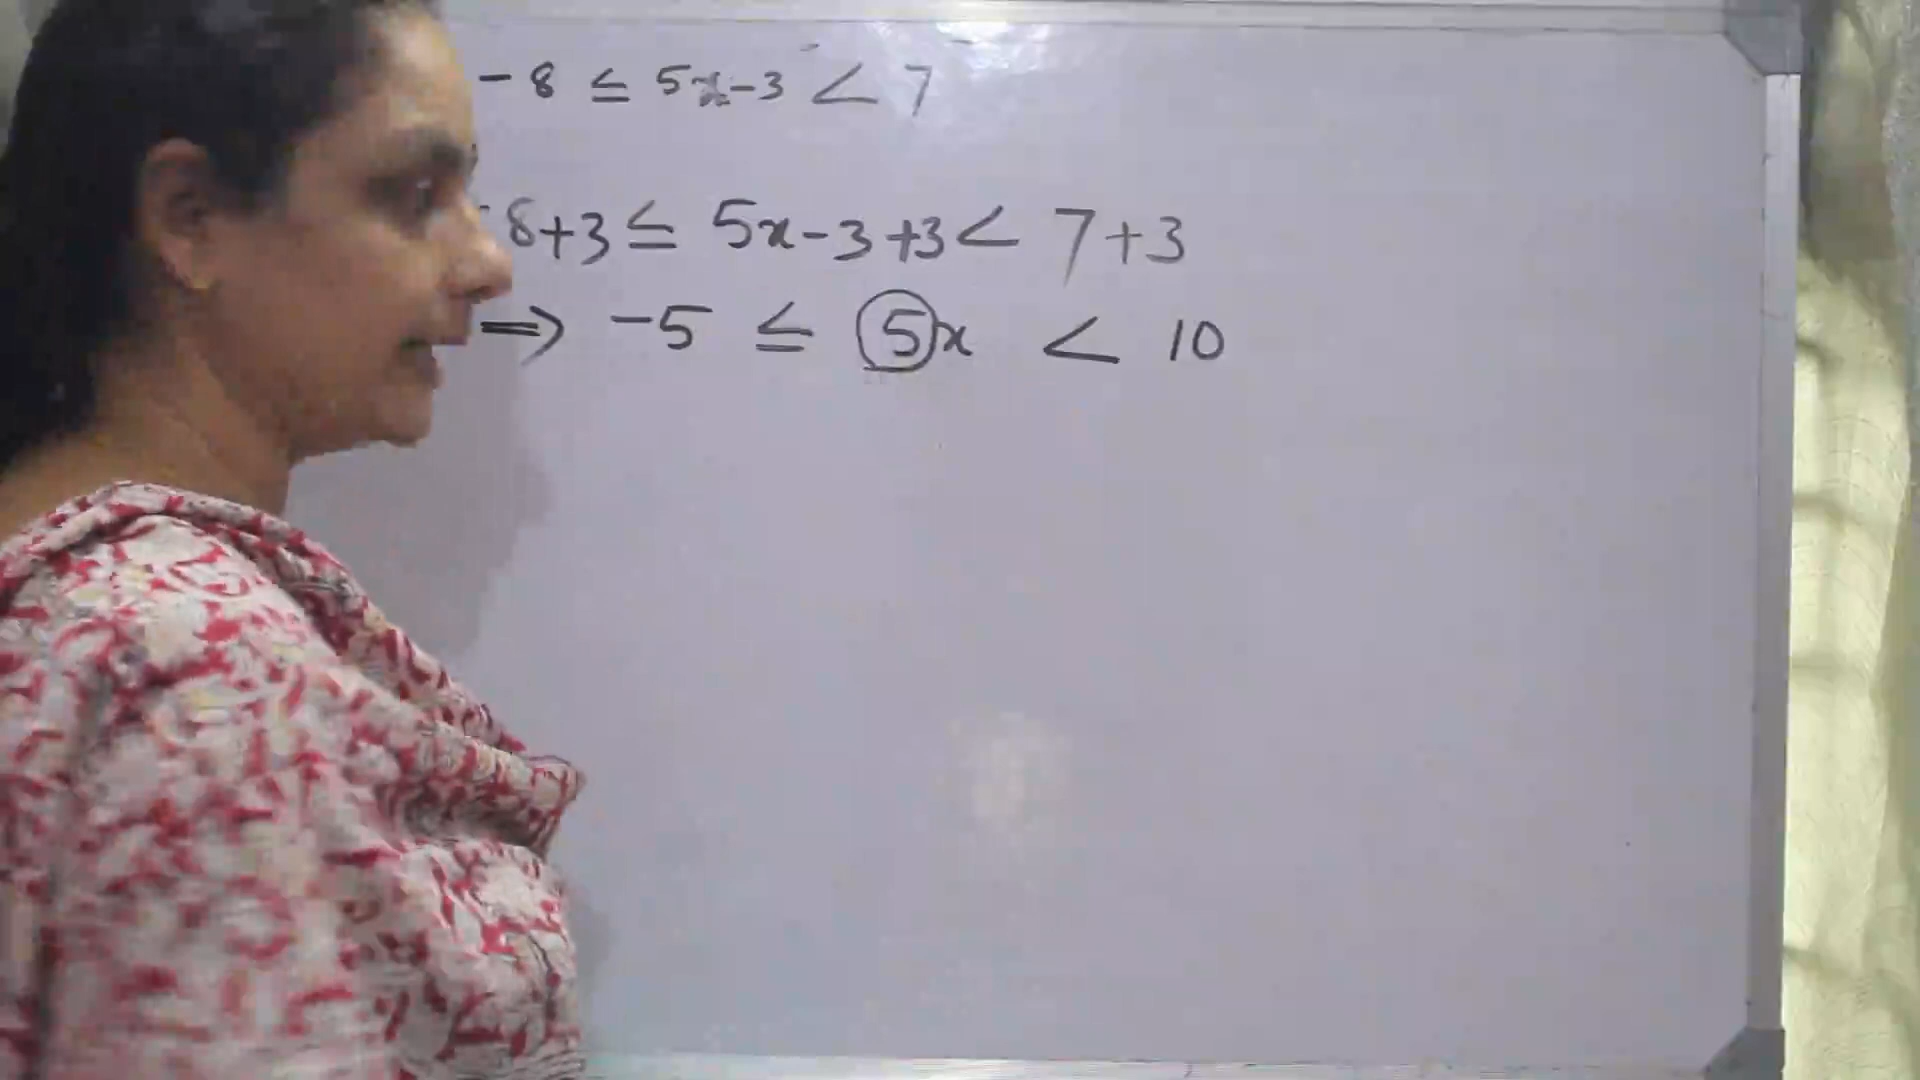 -8 ≤ 5x-3 < 7
-8+3 ≤ 5x-3+3 < 7+3
⇒ -5 ≤ 5x < 10